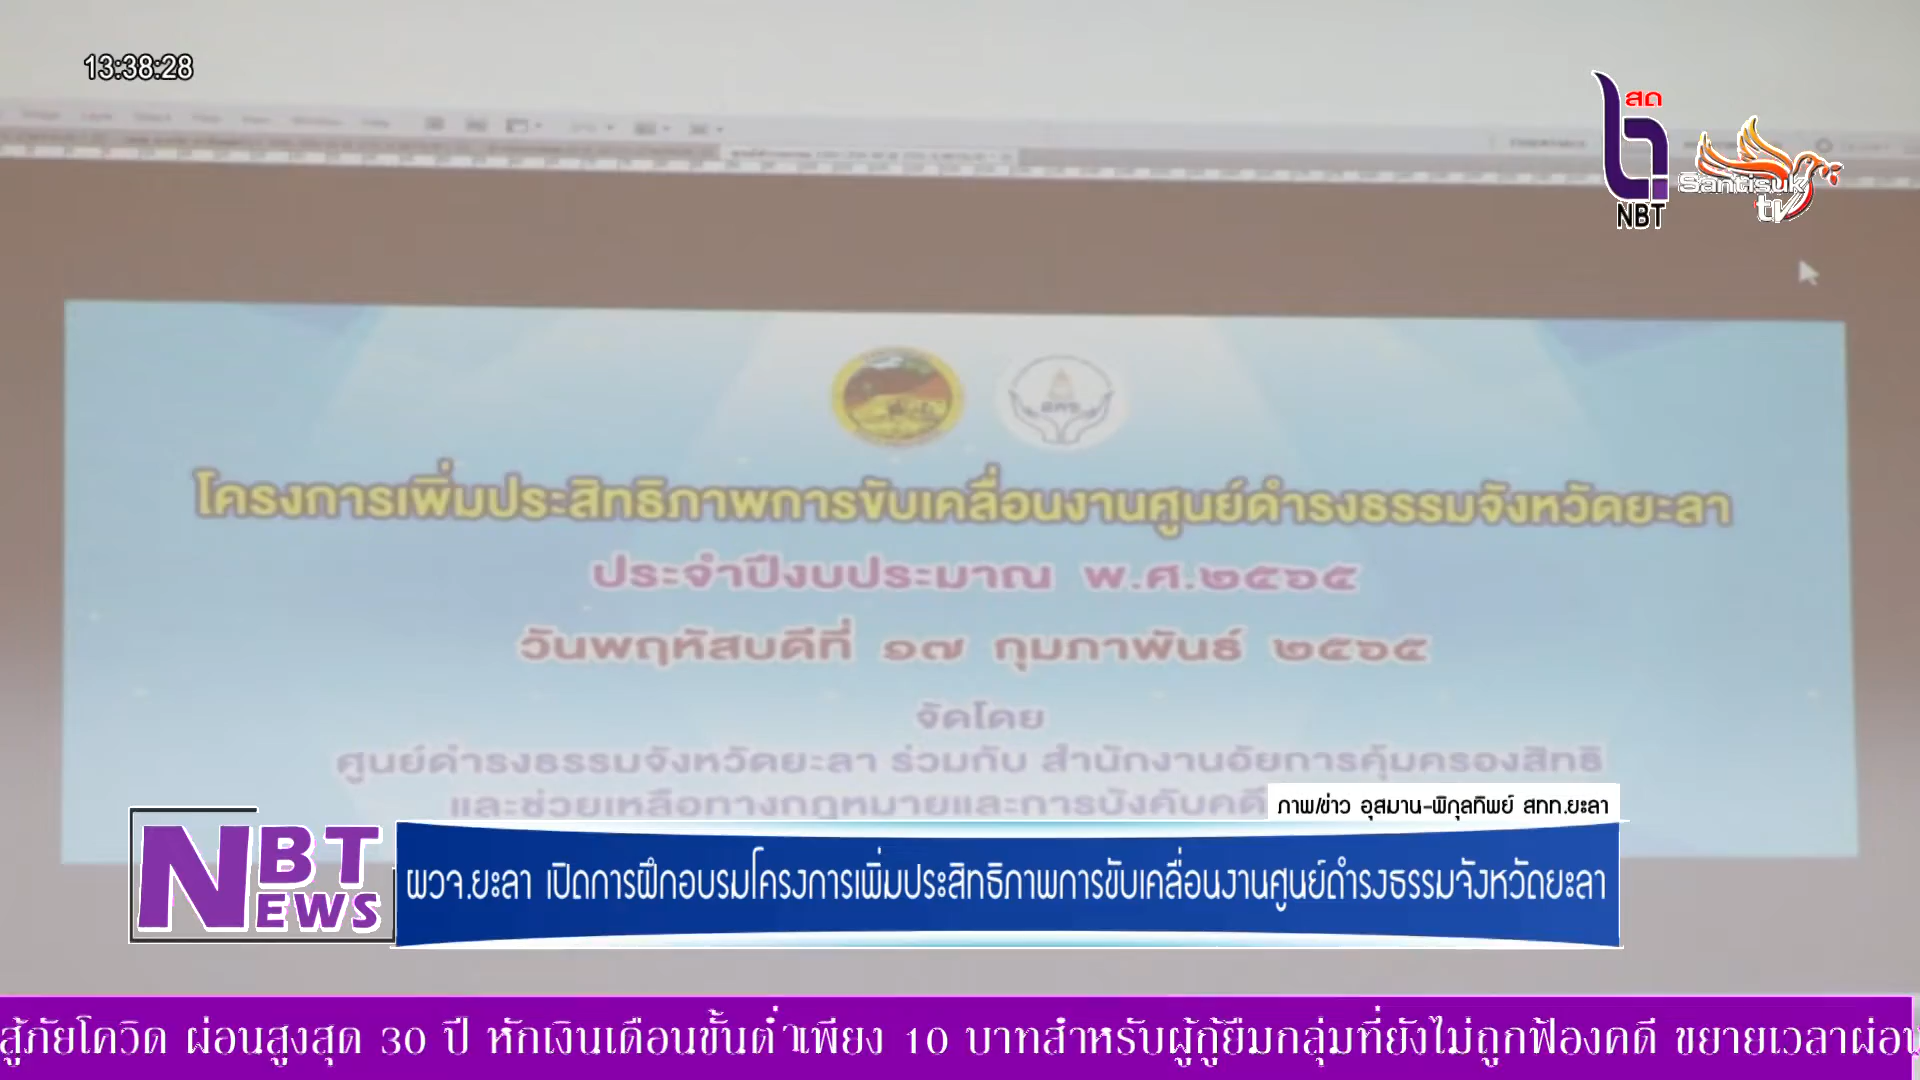 13:38:28
สด
NBT
Santisuk
tv
โครงการเพิ่มประสิทธิภาพการขับเคลื่อนงานศูนย์ดำรงธรรมจังหวัดยะลา
ประจำปีงบประมาณ พ.ศ.๒๕๖๕
วันพฤหัสบดีที่ ๑๗ กุมภาพันธ์ ๒๕๖๕
จัดโดย
ศูนย์ดำรงธรรมจังหวัดยะลา ร่วมกับ สำนักงานอัยการคุ้มครองสิทธิ
และช่วยเหลือทางกฎหมายและการบังคับคดี
ภาพ/ข่าว อุสมาน-พิกุลทิพย์ สทท.ยะลา
NBT NEWS
ผวจ.ยะลา เปิดการฝึกอบรมโครงการเพิ่มประสิทธิภาพการขับเคลื่อนงานศูนย์ดำรงธรรมจังหวัดยะลา
สู้ภัยโควิด ผ่อนสูงสุด 30 ปี หักเงินเดือนขั้นต่ำเพียง 10 บาทสำหรับผู้กู้ยืมกลุ่มที่ยังไม่ถูกฟ้องคดี ขยายเวลาผ่อน